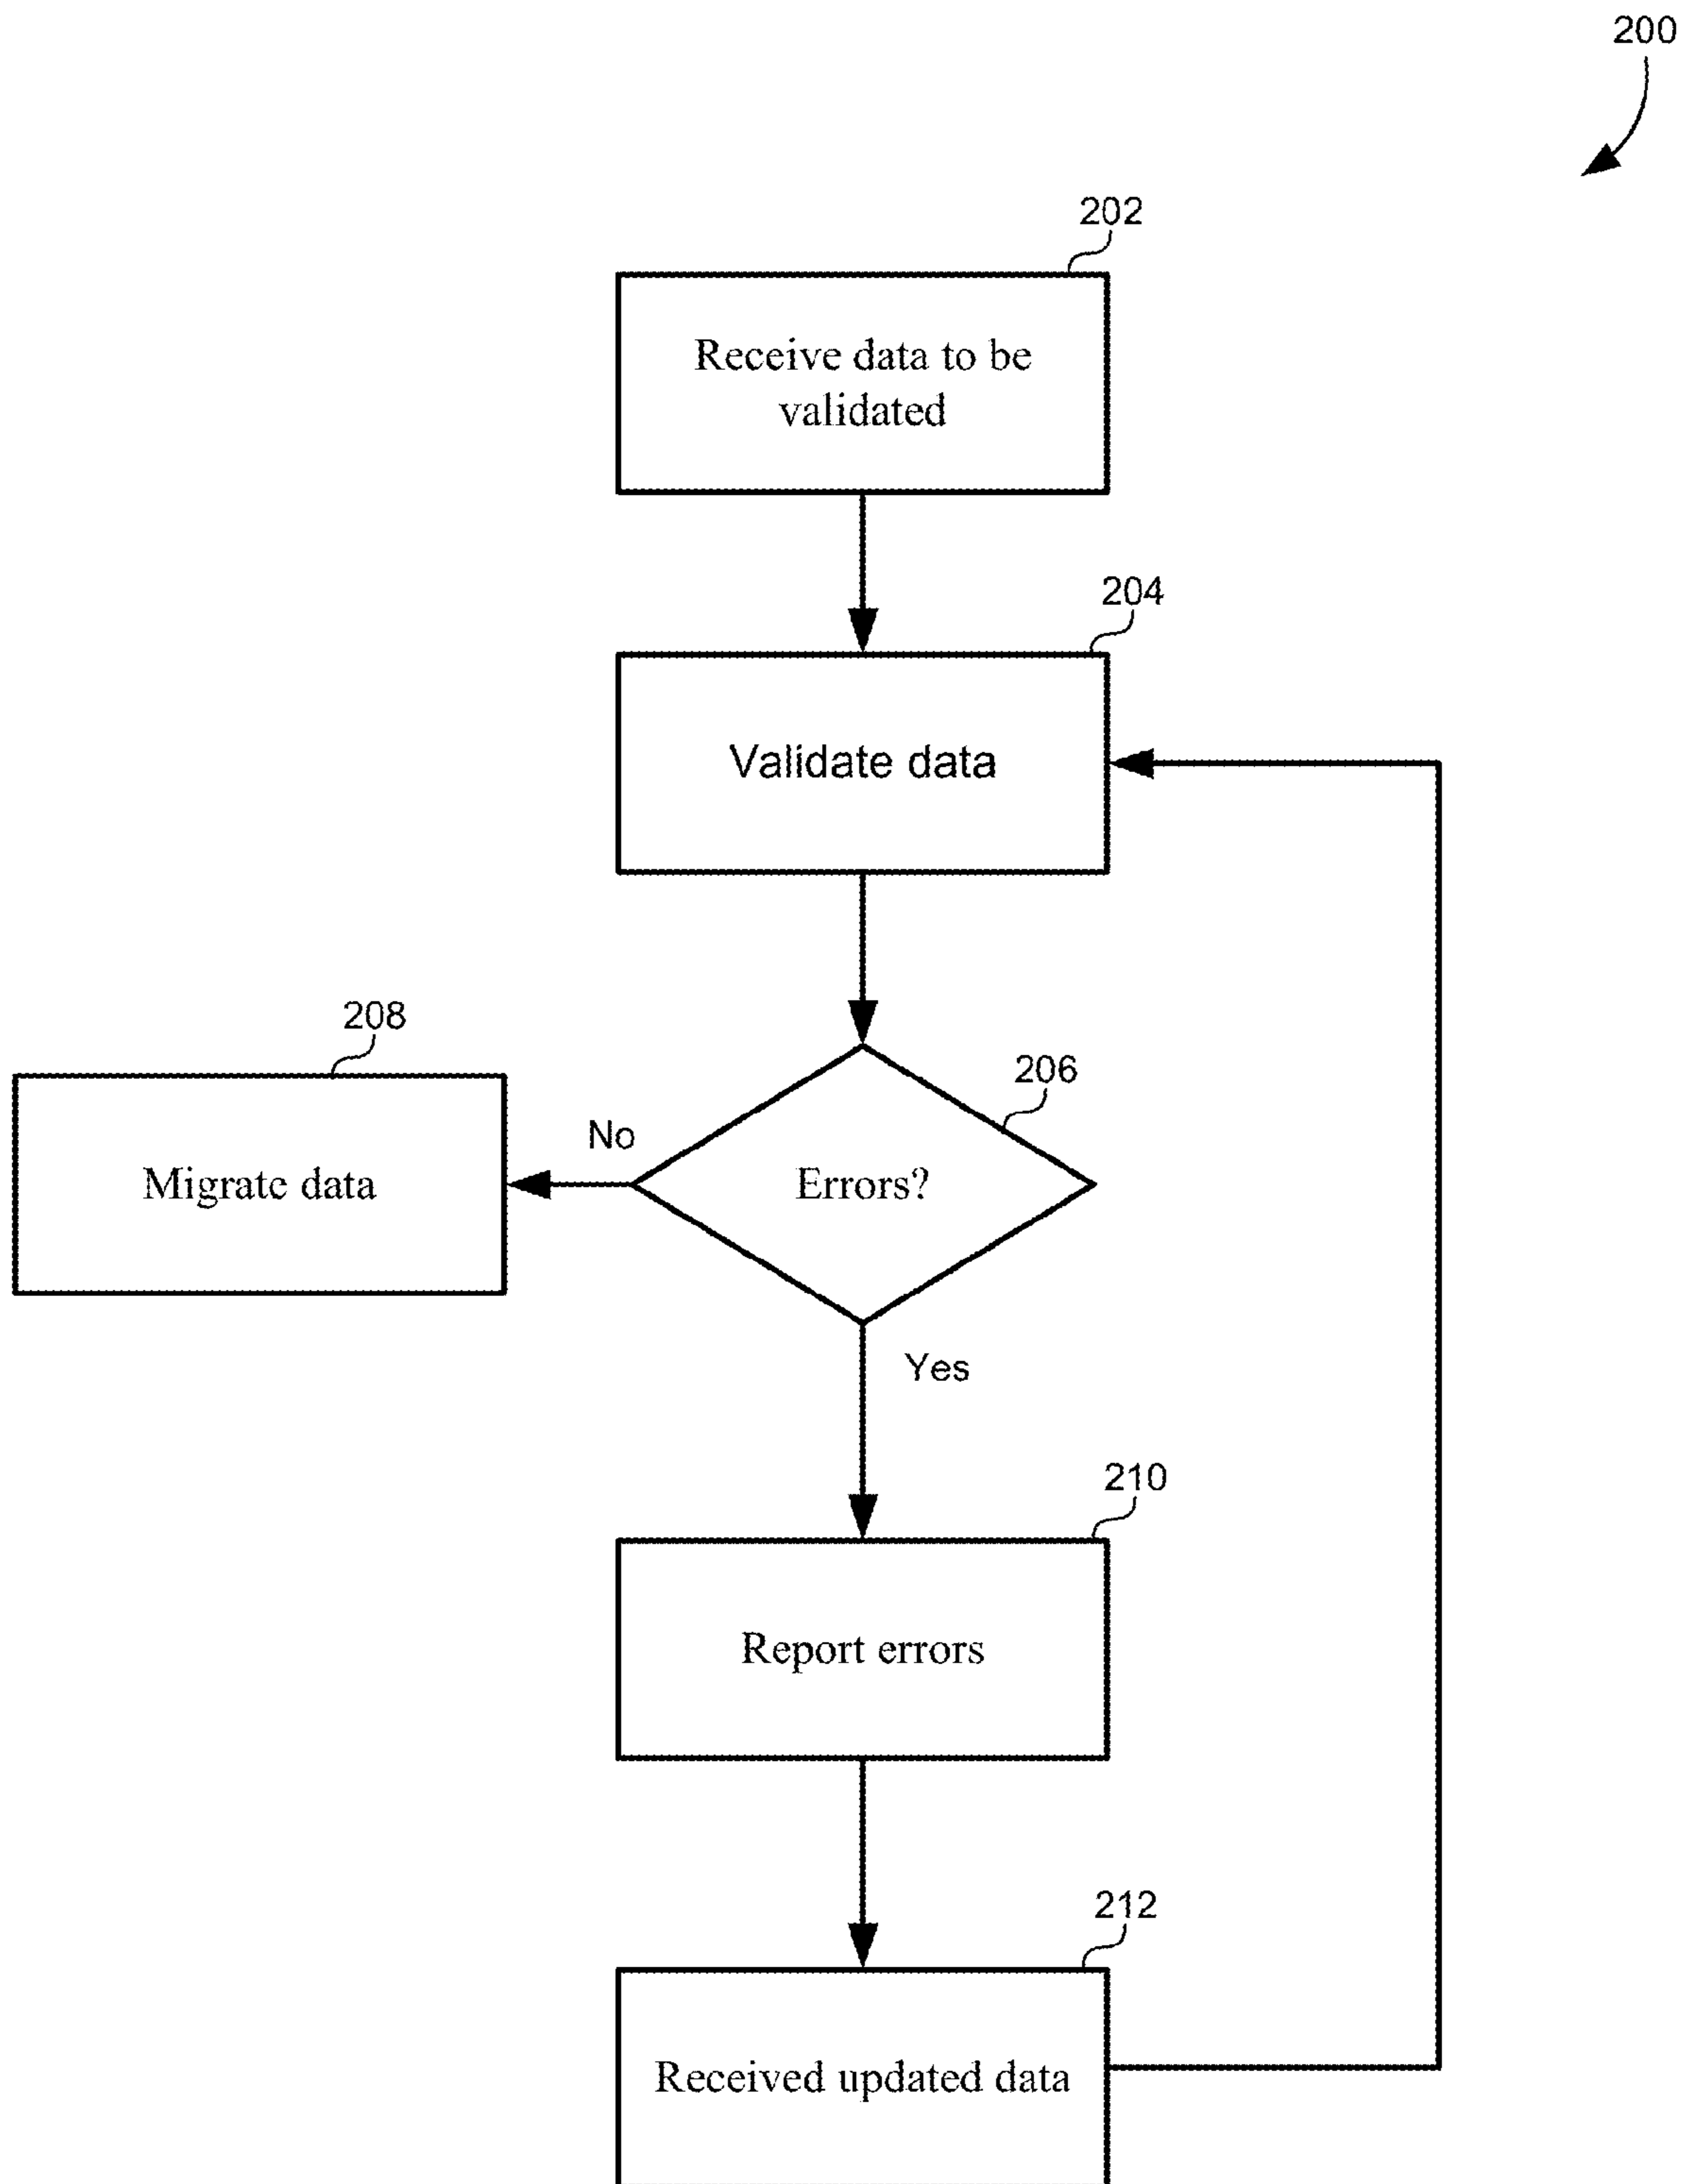 200
202
Receive data to be
validated
204
Validate data
208
206
No
Migrate data
Errors?
Yes
210
Report errors
212
Received updated data